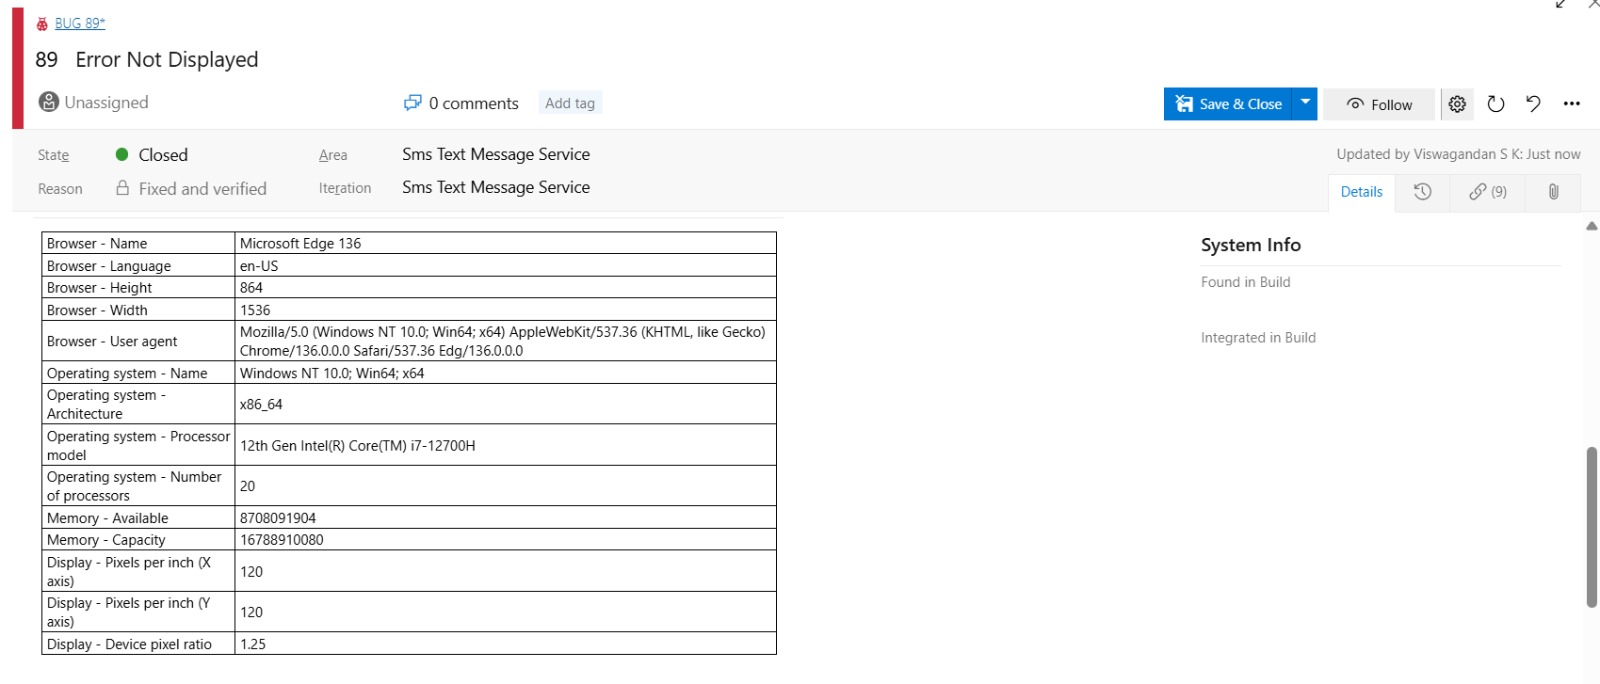 BUG 89*
89 Error Not Displayed
Unassigned
0 comments
Add tag
Save & Close
Follow
State
Closed
Area
Sms Text Message Service
Updated by Viswagandan S K: Just now
Reason
Fixed and verified
Iteration
Sms Text Message Service
Details
(9)
Browser - Name
Microsoft Edge 136
Browser - Language
en-US
Browser - Height
864
Browser - Width
1536
Browser - User agent
Mozilla/5.0 (Windows NT 10.0; Win64; x64) AppleWebKit/537.36 (KHTML, like Gecko)
Chrome/136.0.0.0 Safari/537.36 Edg/136.0.0.0
Operating system - Name
Windows NT 10.0; Win64; x64
Operating system -
Architecture
x86_64
Operating system - Processor
model
12th Gen Intel(R) Core(TM) i7-12700H
Operating system - Number
of processors
20
Memory - Available
8708091904
Memory - Capacity
16788910080
Display - Pixels per inch (X
axis)
120
Display - Pixels per inch (Y
axis)
120
Display - Device pixel ratio
1.25
System Info
Found in Build
Integrated in Build